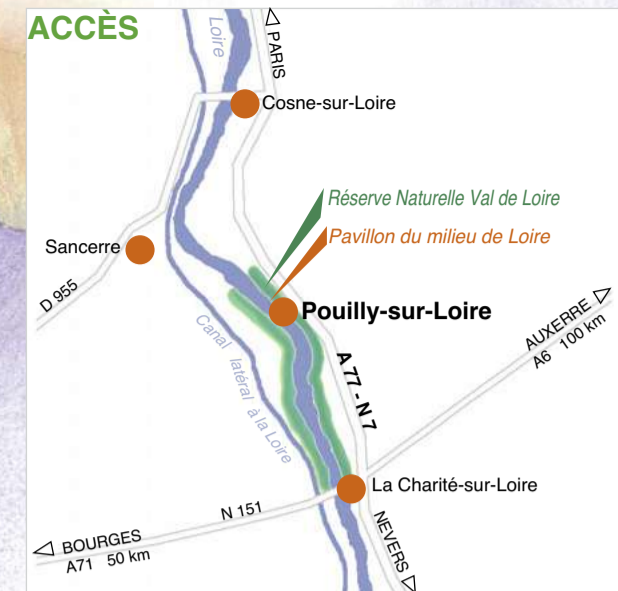 ACCÈS
Loire
PARIS
Cosne-sur-Loire
Réserve Naturelle Val de Loire
Pavillon du milieu de Loire
Sancerre
D 955
Pouilly-sur-Loire
AUXERRE
A6 100 km
Canal latéral à la Loire
A 77 - N 7
La Charité-sur-Loire
N 151
BOURGES
A71 50 km
NEVERS